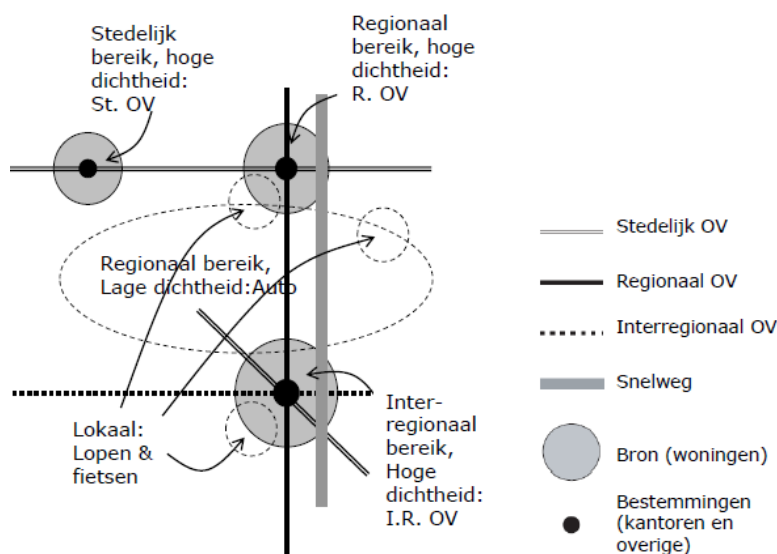 Stedelijk
bereik, hoge
dichtheid:
St. OV
Regionaal
bereik, hoge
dichtheid:
R. OV
Regionaal bereik,
Lage dichtheid:Auto
Lokaal:
Lopen &
fietsen
Inter-
regionaal
bereik,
Hoge
dichtheid:
I.R. OV
Stedelijk OV
Regionaal OV
Interregionaal OV
Snelweg
Bron (woningen)
Bestemmingen
(kantoren en
overige)